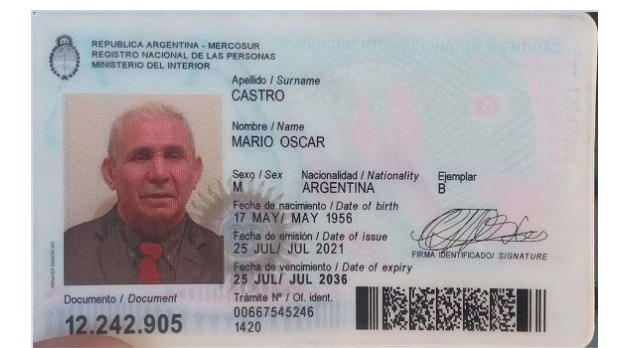 REPUBLICA ARGENTINA - MERCOSUR
REGISTRO NACIONAL DE LAS PERSONAS
MINISTERIO DEL INTERIOR
DOCUMENTO NACIONAL DE IDENTIDAD
Apellido / Surname
CASTRO
Nombre / Name
MARIO OSCAR
Sexo / Sex Nacionalidad / Nationality Ejemplar
M ARGENTINA B
Fecha de nacimiento / Date of birth
17 MAY/ MAY 1956
Fecha de emisión / Date of issue
25 JUL/ JUL 2021
FIRMA IDENTIFICADO/ SIGNATURE
Fecha de vencimiento / Date of expiry
25 JUL/ JUL 2036
Documento / Document
12.242.905
Trámite Nº / Of. ident.
00667545246
1420